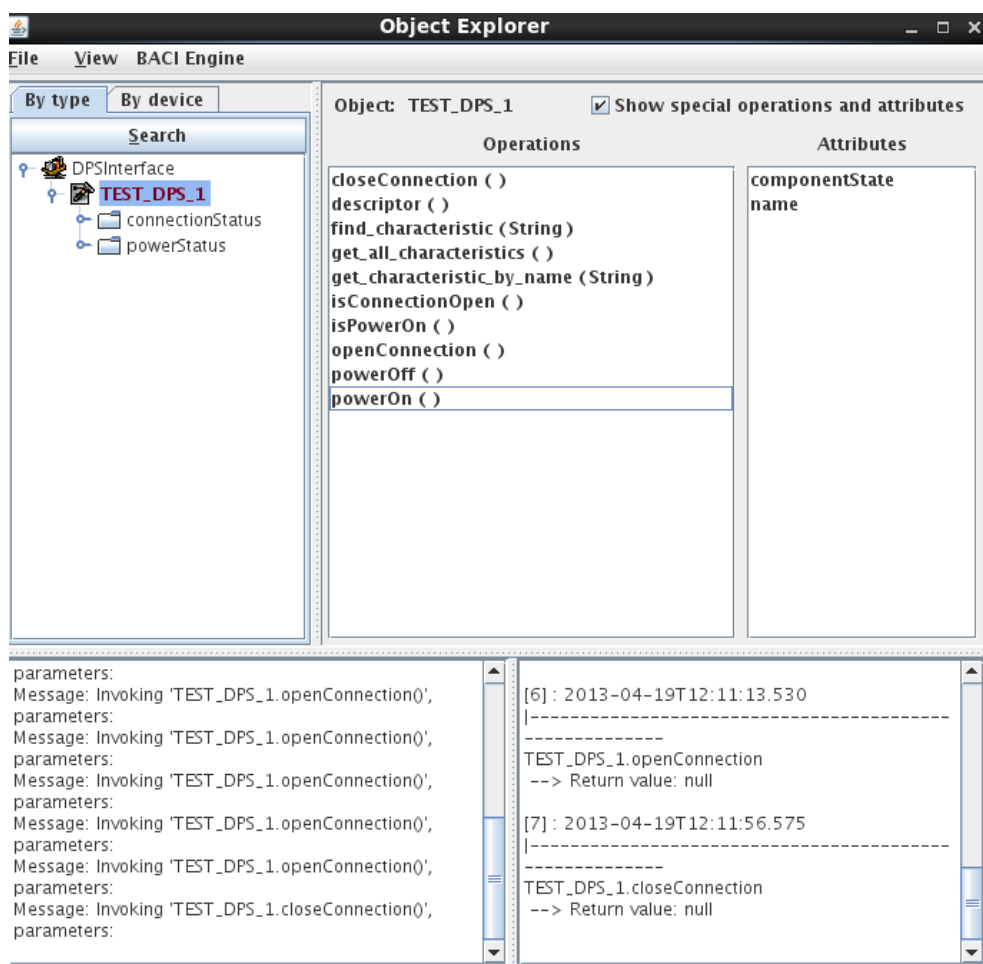 Object Explorer
File View BACI Engine
By type By device
Search
DPSInterface
TEST_DPS_1
connectionStatus
powerStatus
Object: TEST_DPS_1 Show special operations and attributes
Operations Attributes
closeConnection ( )
descriptor ( )
find_characteristic ( String )
get_all_characteristics ( )
get_characteristic_by_name ( String )
isConnectionOpen ( )
isPowerOn ( )
openConnection ( )
powerOff ( )
powerOn ( )
componentState
name
parameters:
Message: Invoking 'TEST_DPS_1.openConnection()',
parameters:
Message: Invoking 'TEST_DPS_1.openConnection()',
parameters:
Message: Invoking 'TEST_DPS_1.openConnection()',
parameters:
Message: Invoking 'TEST_DPS_1.openConnection()',
parameters:
Message: Invoking 'TEST_DPS_1.openConnection()',
parameters:
Message: Invoking 'TEST_DPS_1.closeConnection()',
parameters:
[6] : 2013-04-19T12:11:13.530
|------------------------------------------
--------------
TEST_DPS_1.openConnection
--> Return value: null
[7] : 2013-04-19T12:11:56.575
|------------------------------------------
--------------
TEST_DPS_1.closeConnection
--> Return value: null